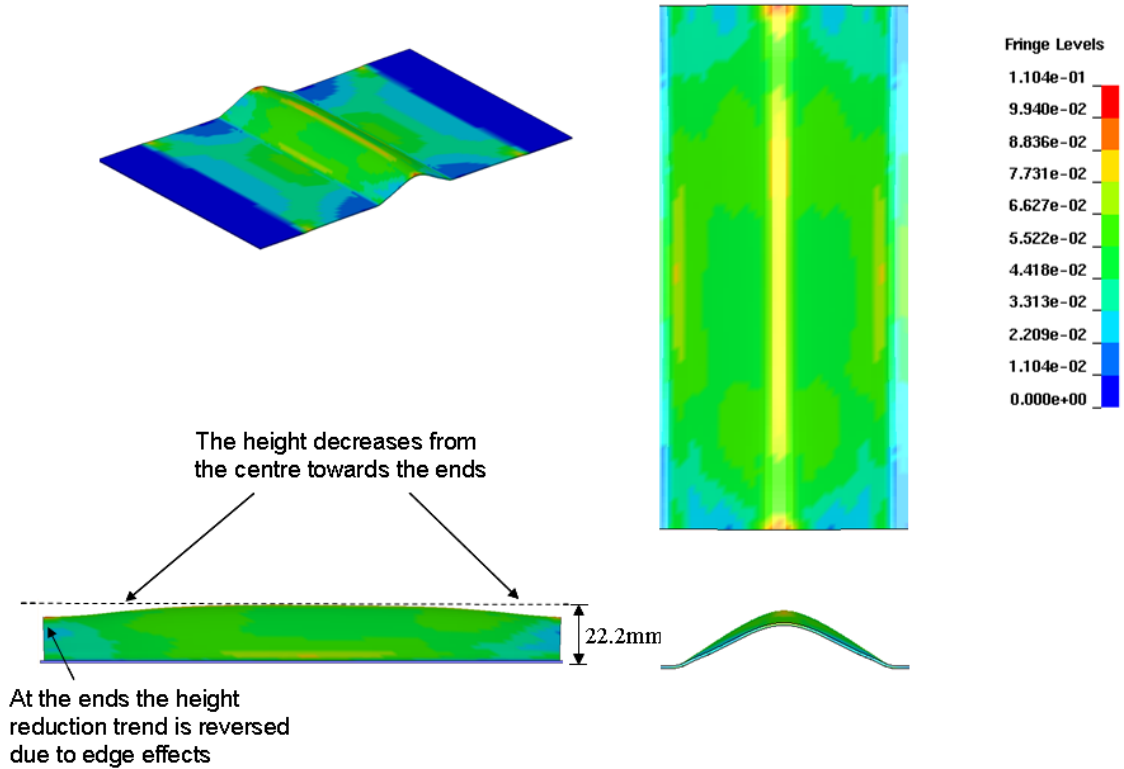 Fringe Levels
1.104e-01
9.940e-02
8.836e-02
7.731e-02
6.627e-02
5.522e-02
4.418e-02
3.313e-02
2.209e-02
1.104e-02
0.000e+00
The height decreases from
the centre towards the ends
22.2mm
At the ends the height
reduction trend is reversed
due to edge effects